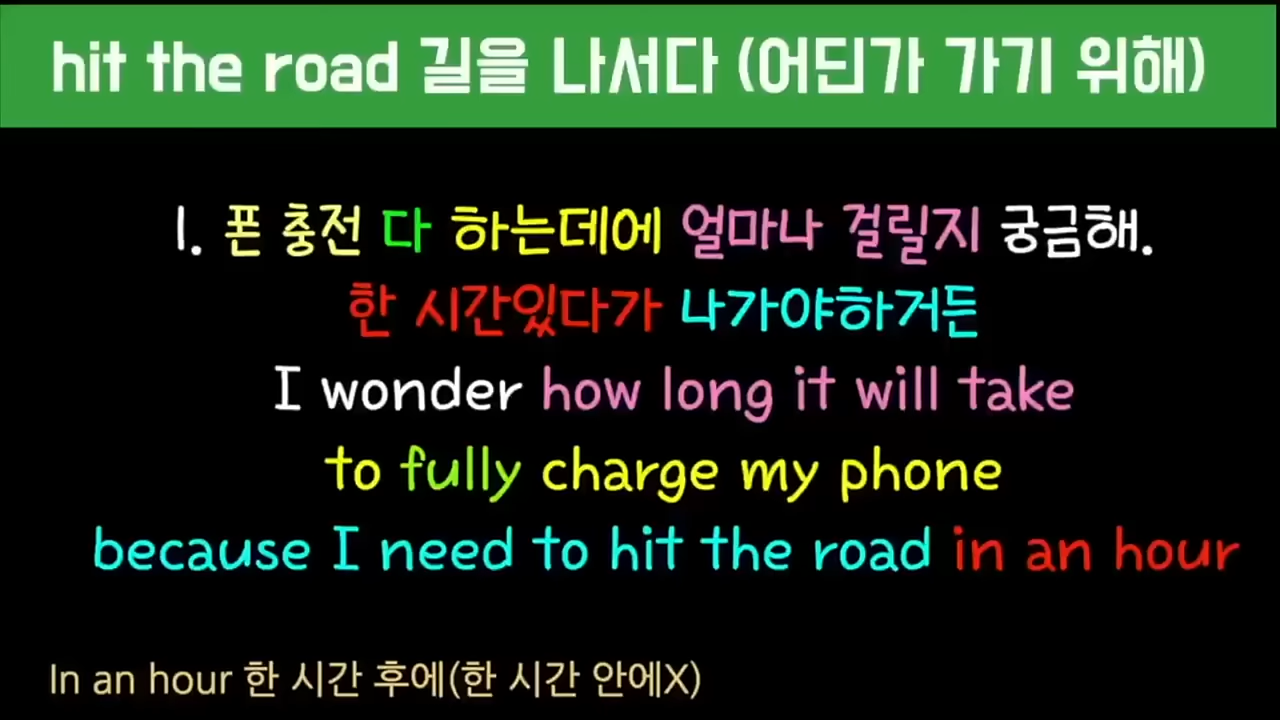 hit the road 길을 나서다 (어딘가 가기 위해)
1. 폰 충전 다 하는데에 얼마나 걸릴지 궁금해.
한 시간있다가 나가야하거든
I wonder how long it will take
to fully charge my phone
because I need to hit the road in an hour
In an hour 한 시간 후에(한 시간 안에X)